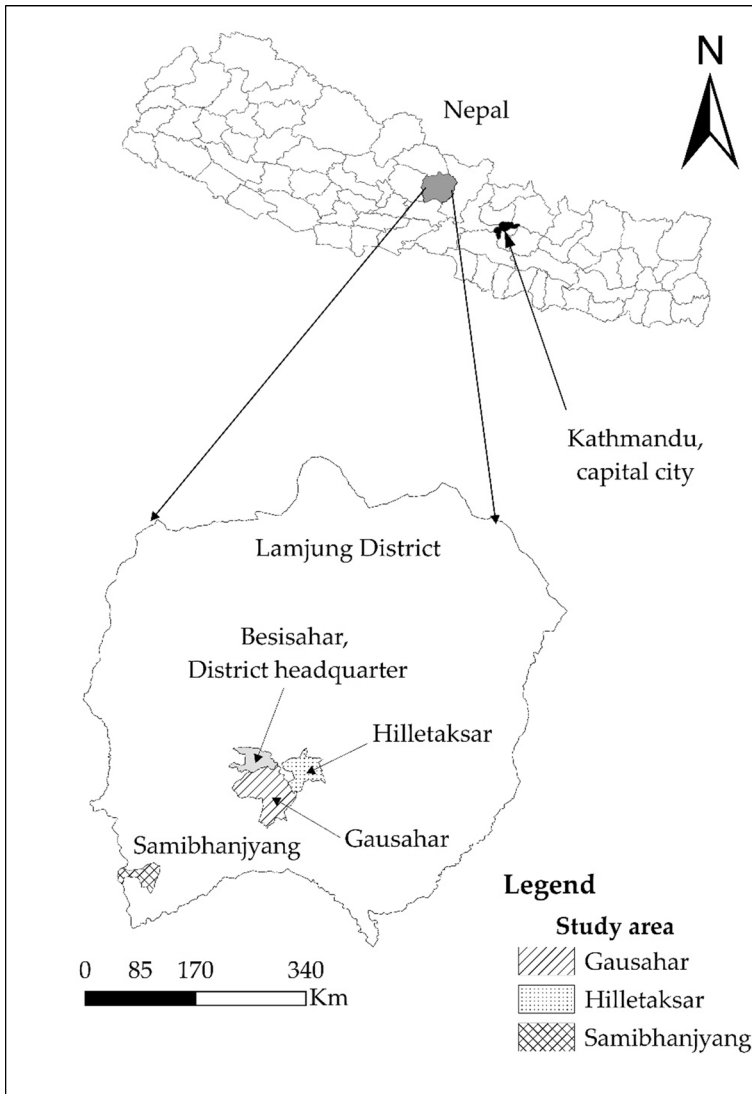 N
Nepal
Kathmandu,
capital city
Lamjung District
Besisahar,
District headquarter
Hilletaksar
Gausahar
Samibhanjyang
Legend
Study area
Gausahar
Hilletaksar
Samibhanjyang
0 85 170 340
Km